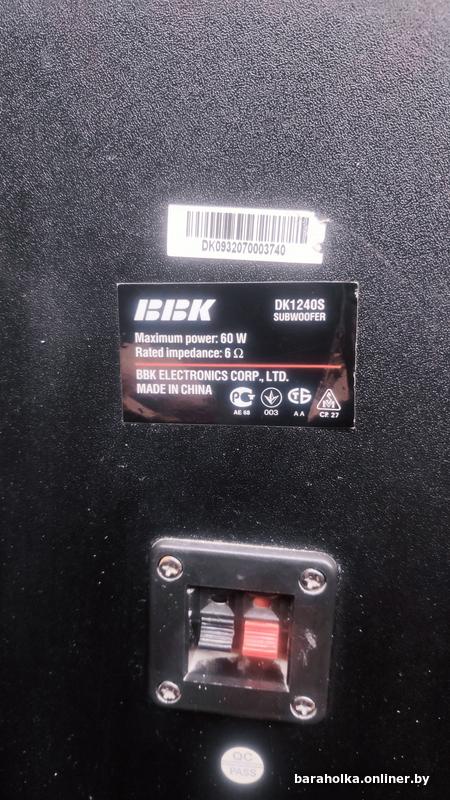 DK0932070003740
BBK
DK1240S
SUBWOOFER
Maximum power: 60 W
Rated impedance: 6 Ω
BBK ELECTRONICS CORP., LTD.
MADE IN CHINA
AE 68
003
A A
CP. 27
QC
PASS
baraholka.onliner.by